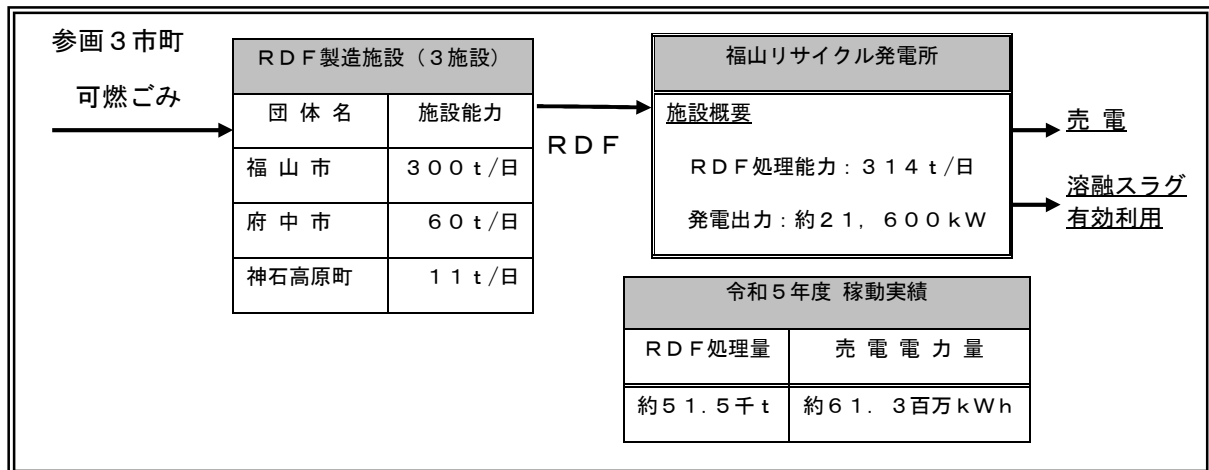 参画３市町
可燃ごみ
ＲＤＦ製造施設（３施設）
団 体 名 施設能力
福 山 市 ３００ｔ/日
府 中 市 ６０ｔ/日
神石高原町 １１ｔ/日
ＲＤＦ
福山リサイクル発電所
施設概要
ＲＤＦ処理能力：３１４ｔ/日
発電出力：約２１，６００ｋＷ
売 電
溶融スラグ
有効利用
令和５年度 稼動実績
ＲＤＦ処理量 売 電 電 力 量
約５１.５千ｔ 約６１．３百万ｋＷｈ